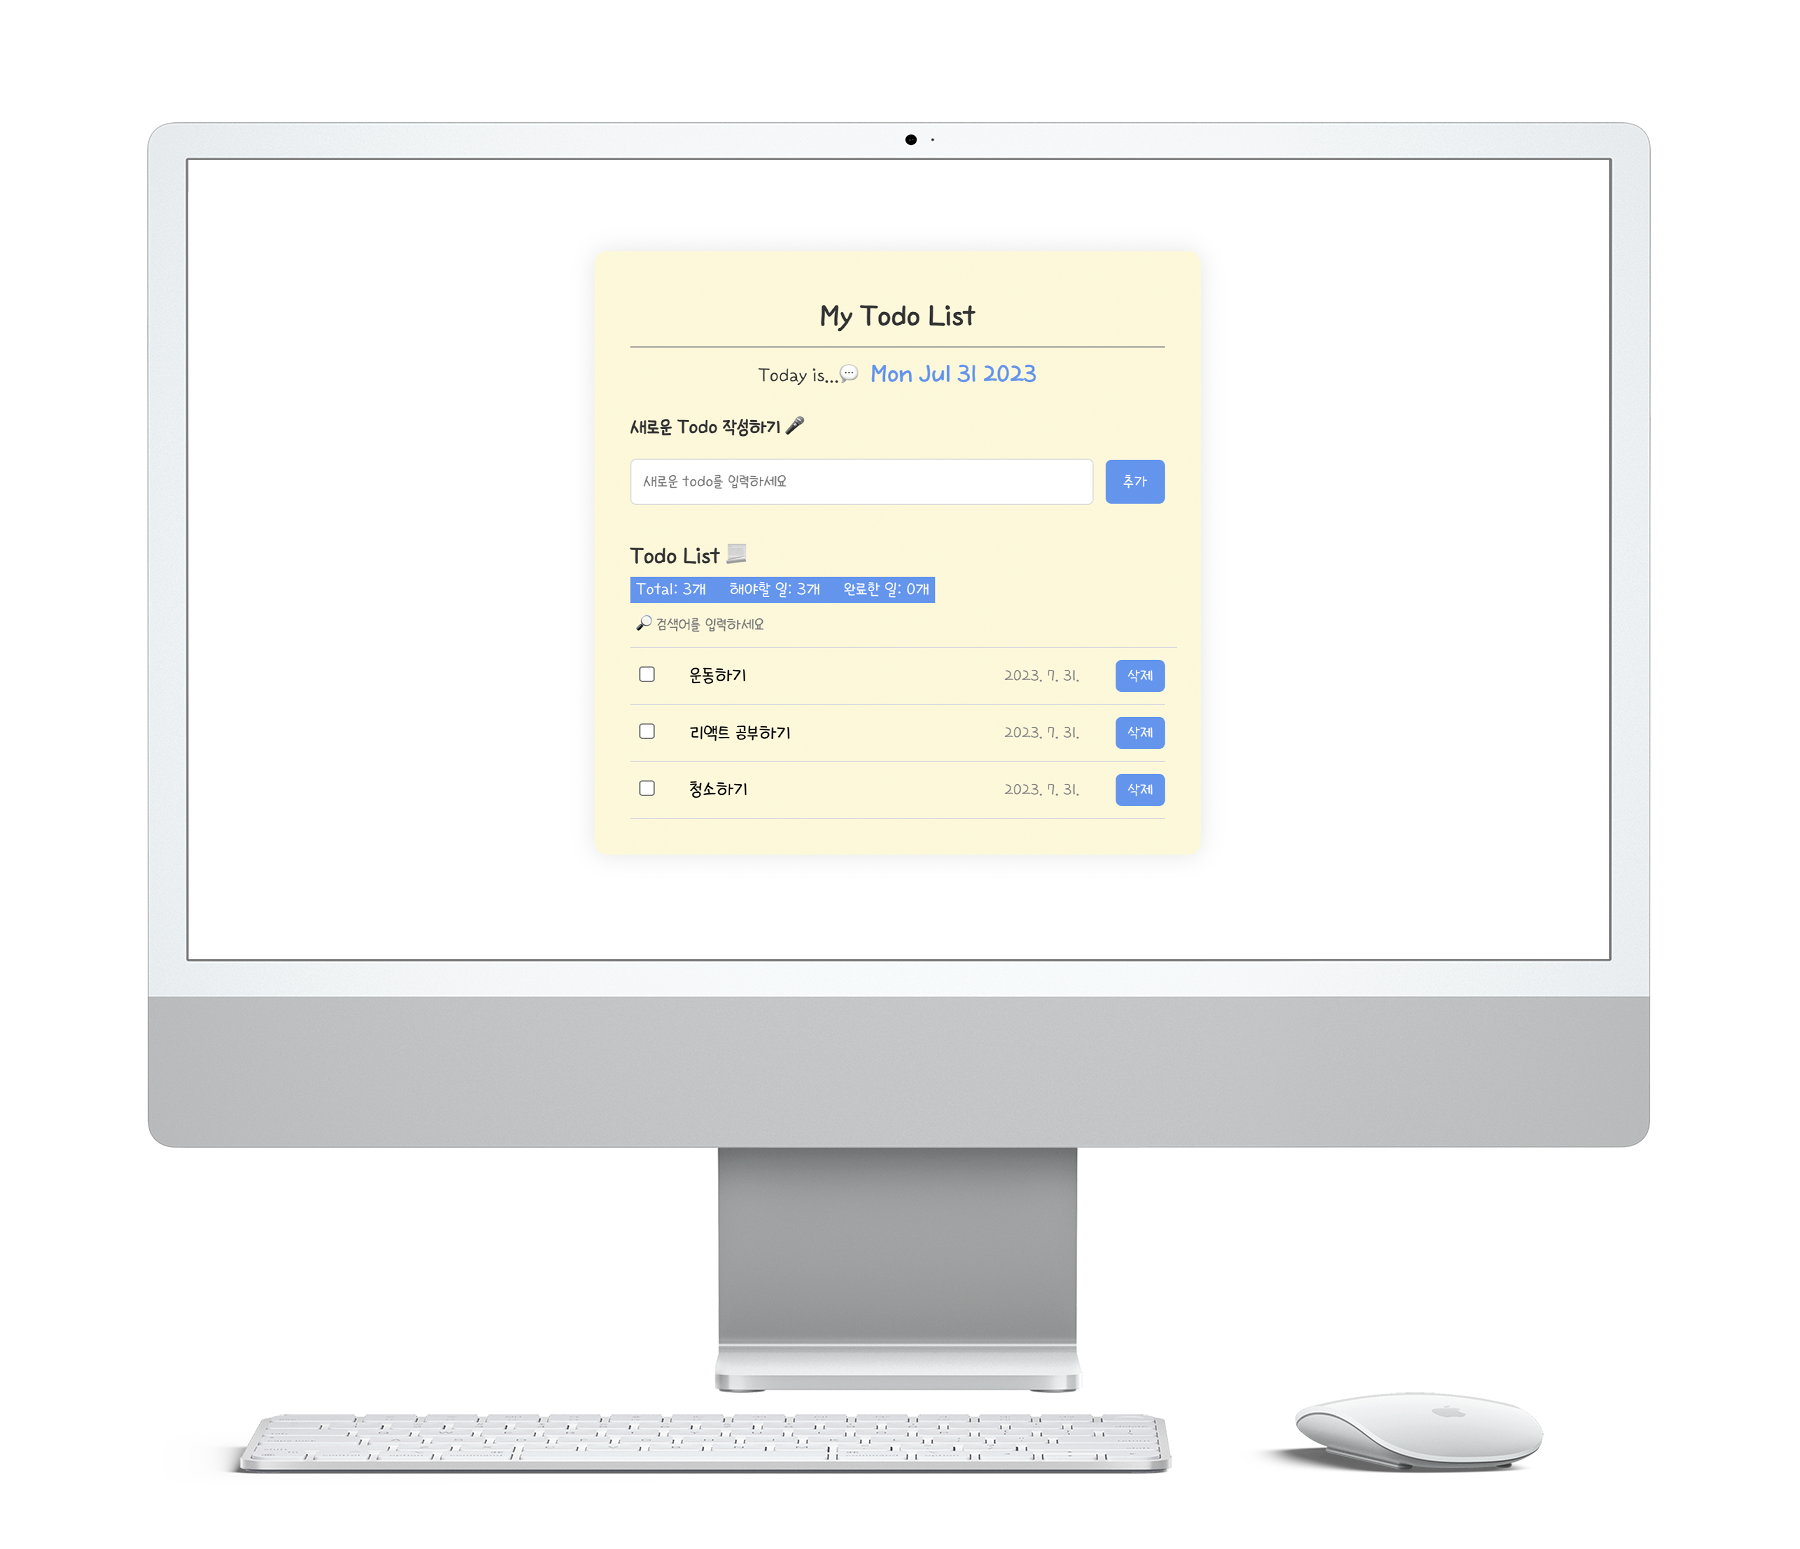 My Todo List
Today is...💬 Mon Jul 31 2023
새로운 Todo 작성하기 🎤
새로운 todo를 입력하세요 추가
Todo List 📃
Total: 3개 해야할 일: 3개 완료한 일: 0개
🔎 검색어를 입력하세요
운동하기 2023. 7. 31. 삭제
리액트 공부하기 2023. 7. 31. 삭제
청소하기 2023. 7. 31. 삭제